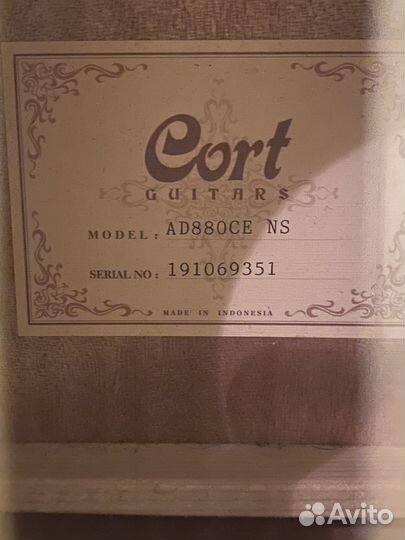 Cort
GUITARS
MODEL: AD880CE NS
SERIAL NO: 191069351
MADE IN INDONESIA
Avito